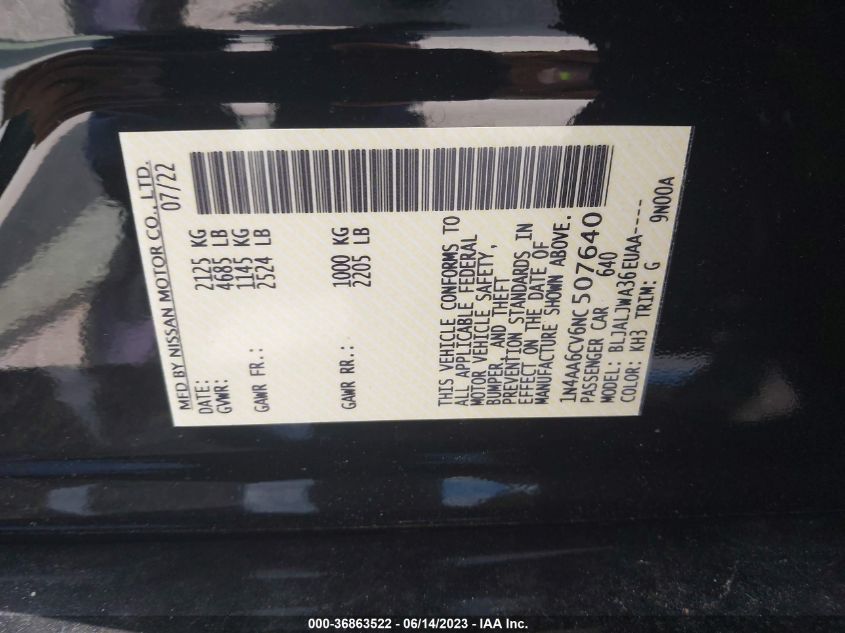 MFD BY NISSAN MOTOR CO., LTD.
DATE: 07/22
GVWR: 2125 KG
4685 LB
GAWR FR.: 1145 KG
2524 LB
GAWR RR.: 1000 KG
2205 LB
THIS VEHICLE CONFORMS TO
ALL APPLICABLE FEDERAL
MOTOR VEHICLE SAFETY,
BUMPER, AND THEFT
PREVENTION STANDARDS IN
EFFECT ON THE DATE OF
MANUFACTURE SHOWN ABOVE.
1N4AA6CV6NC507640
PASSENGER CAR 640
MODEL: BLJALJWA36EUAA----
COLOR: KH3 TRIM: G 9N00A
000-36863522 - 06/14/2023 - IAA Inc.